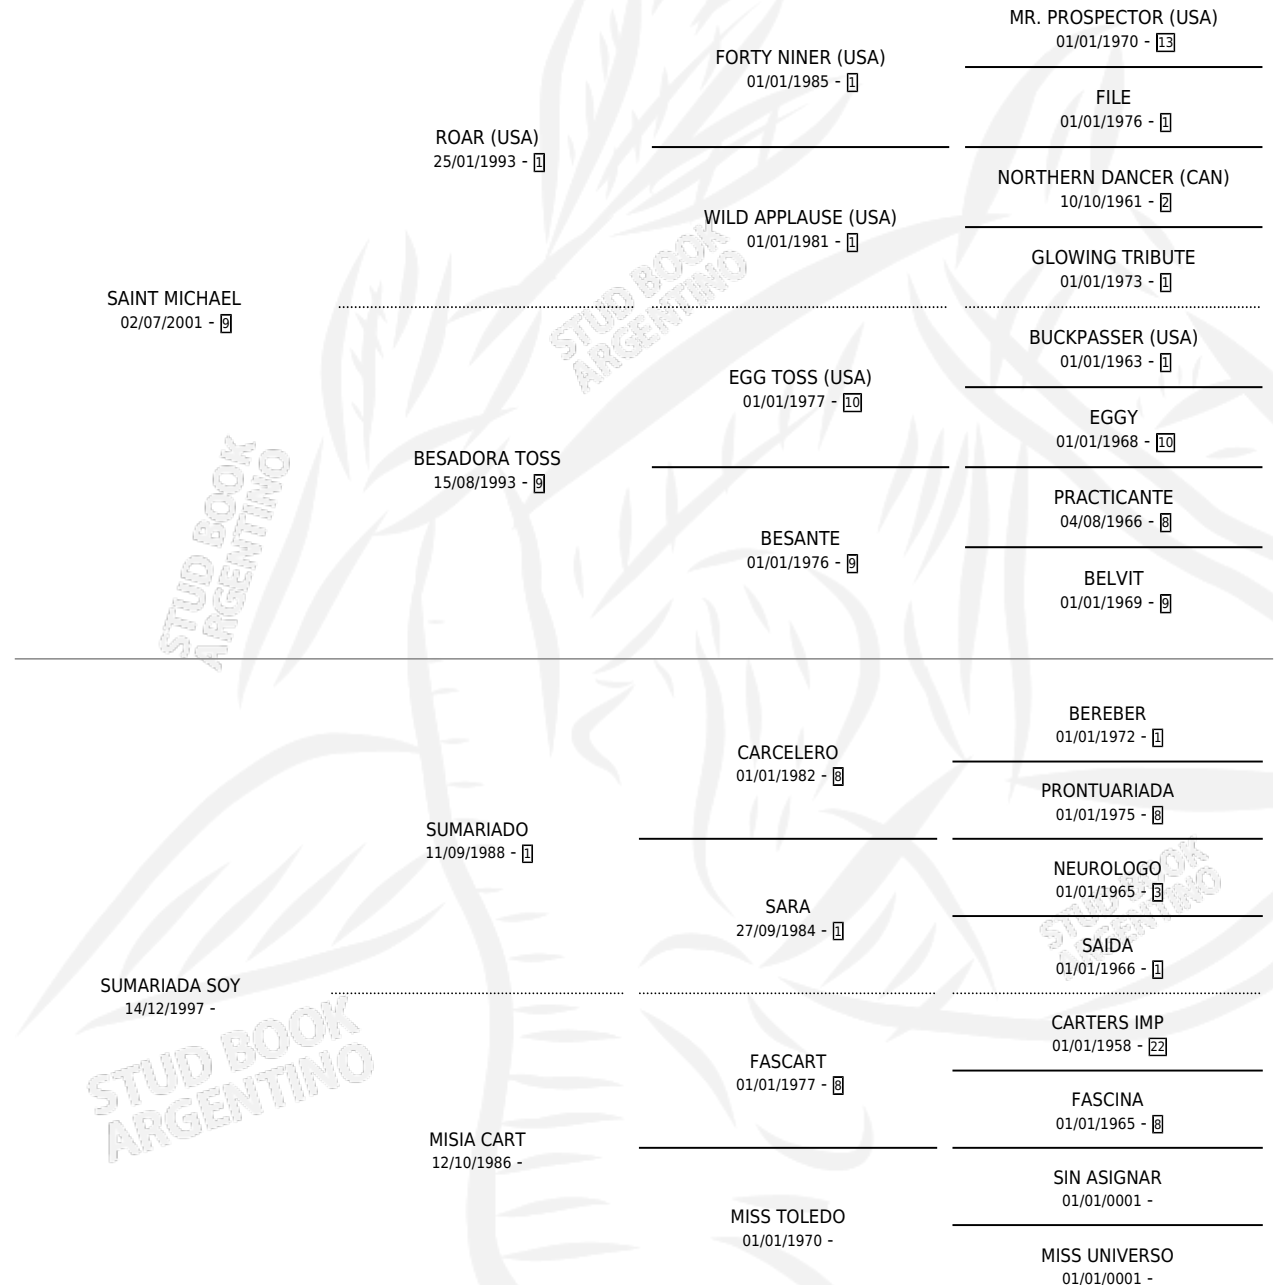 MR. PROSPECTOR (USA)
01/01/1970 - 13
FORTY NINER (USA)
01/01/1985 - 1
FILE
01/01/1976 - 1
ROAR (USA)
25/01/1993 - 1
NORTHERN DANCER (CAN)
10/10/1961 - 2
WILD APPLAUSE (USA)
01/01/1981 - 1
GLOWING TRIBUTE
01/01/1973 - 1
SAINT MICHAEL
02/07/2001 - 9
STUD BOOK
ARGENTINO
BUCKPASSER (USA)
01/01/1963 - 1
EGG TOSS (USA)
01/01/1977 - 10
EGGY
01/01/1968 - 10
BESADORA TOSS
15/08/1993 - 9
PRACTICANTE
04/08/1966 - 8
BESANTE
01/01/1976 - 9
BELVIT
01/01/1969 - 9
STUD BOOK
ARGENTINO
BEREBER
01/01/1972 - 1
CARCELERO
01/01/1982 - 8
PRONTUARIADA
01/01/1975 - 8
SUMARIADO
11/09/1988 - 1
NEUROLOGO
01/01/1965 - 3
SARA
27/09/1984 - 1
SAIDA
01/01/1966 - 1
STUD BOOK
ARGENTINO
SUMARIADA SOY
14/12/1997 -
CARTERS IMP
01/01/1958 - 22
FASCART
01/01/1977 - 8
FASCINA
01/01/1965 - 8
STUD BOOK
ARGENTINO
MISIA CART
12/10/1986 -
SIN ASIGNAR
01/01/0001 -
MISS TOLEDO
01/01/1970 -
MISS UNIVERSO
01/01/0001 -